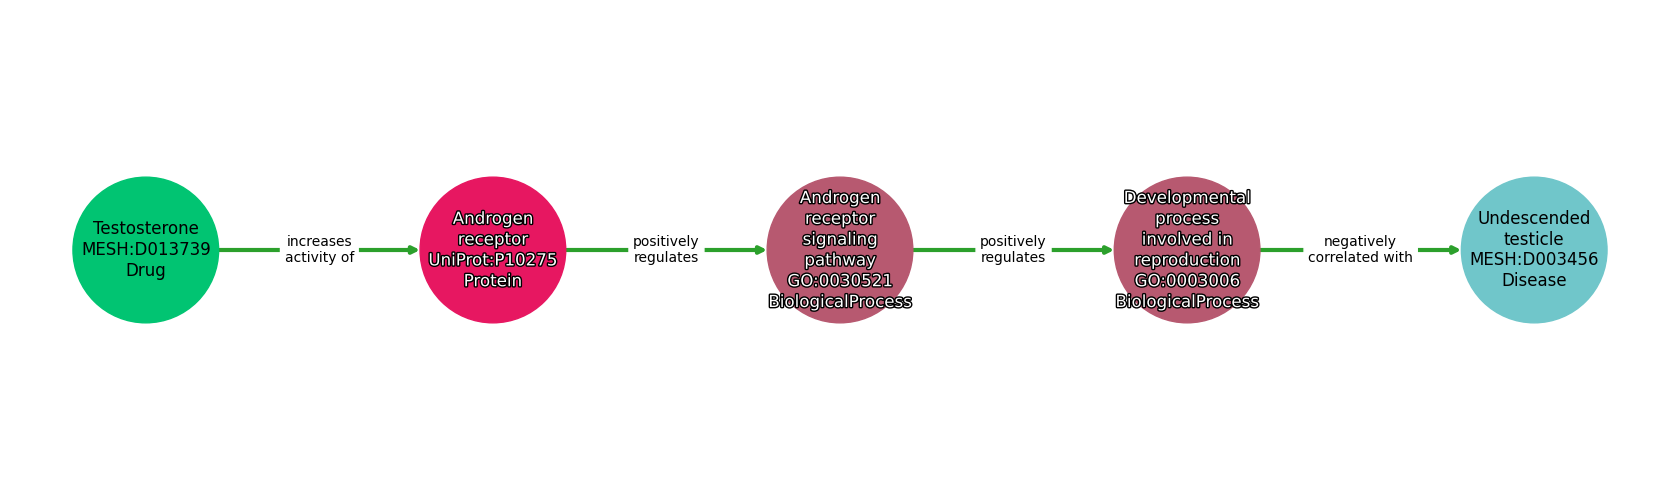 Testosterone
MESH:D013739
Drug
increases
activity of
Androgen
receptor
UniProt:P10275
Protein
positively
regulates
Androgen
receptor
signaling
pathway
GO:0030521
BiologicalProcess
positively
regulates
Developmental
process
involved in
reproduction
GO:0003006
BiologicalProcess
negatively
correlated with
Undescended
testicle
MESH:D003456
Disease